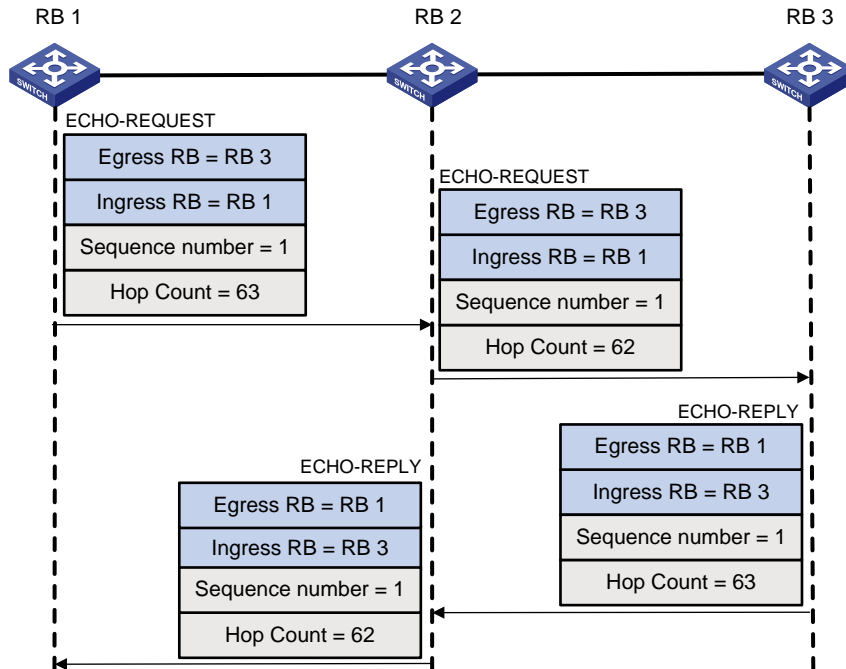 RB 1
RB 2
RB 3
SWITCH
SWITCH
SWITCH
ECHO-REQUEST
Egress RB = RB 3
Ingress RB = RB 1
Sequence number = 1
Hop Count = 63
ECHO-REQUEST
Egress RB = RB 3
Ingress RB = RB 1
Sequence number = 1
Hop Count = 62
ECHO-REPLY
Egress RB = RB 1
Ingress RB = RB 3
Sequence number = 1
Hop Count = 63
ECHO-REPLY
Egress RB = RB 1
Ingress RB = RB 3
Sequence number = 1
Hop Count = 62